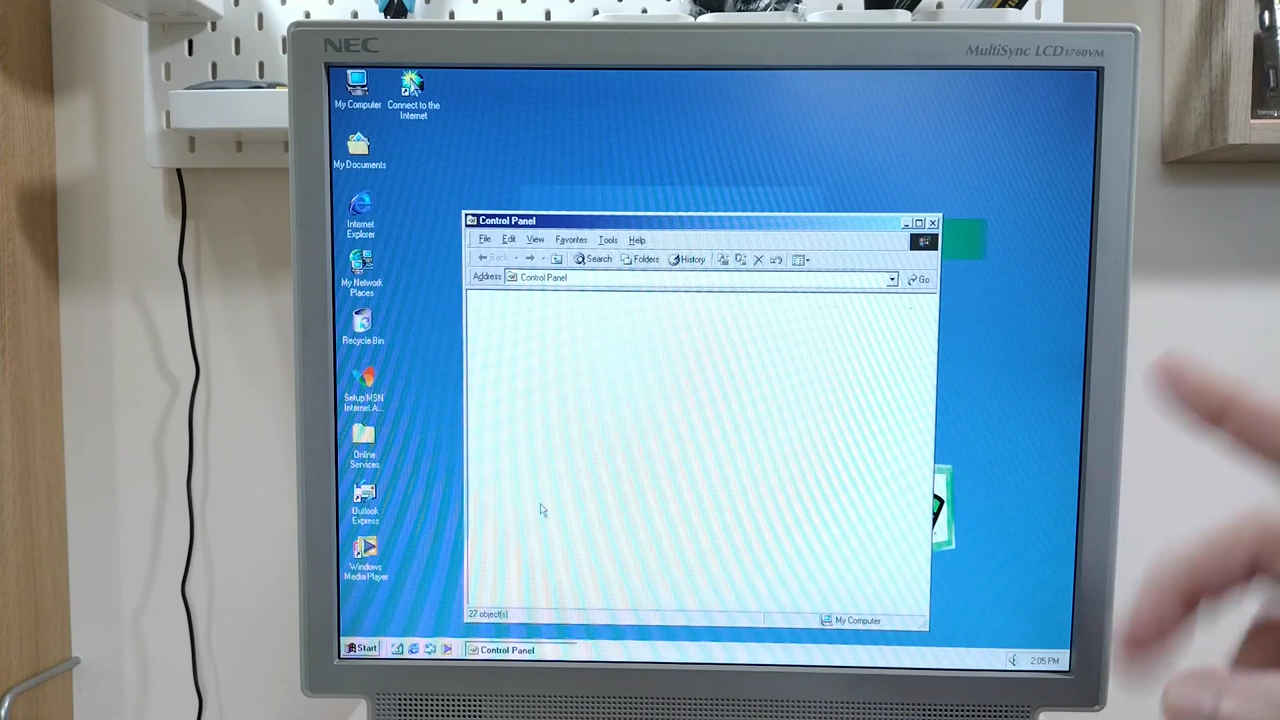 NEC
MultiSync LCD1760VM
My Computer
Connect to the
Internet
My Documents
Internet
Explorer
My Network
Places
Recycle Bin
Setup MSN
Internet A...
Online
Services
Outlook
Express
Windows
Media Player
Control Panel
File Edit View Favorites Tools Help
Back Search Folders History
Address Control Panel Go
27 object(s) My Computer
Start Control Panel 2:05 PM